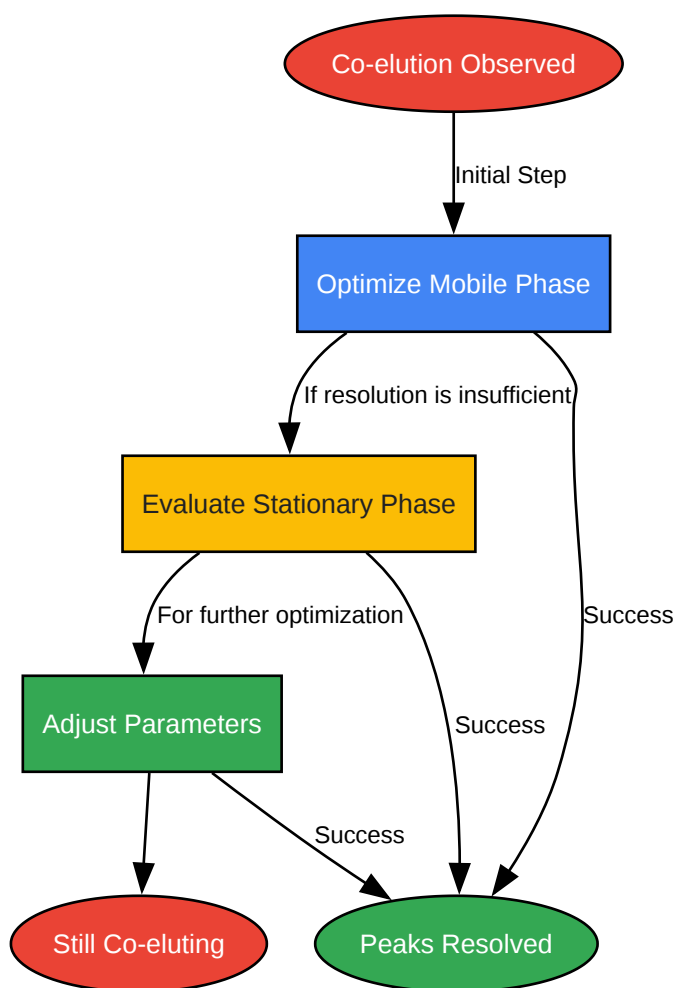 Co-elution Observed
Initial Step
Optimize Mobile Phase
If resolution is insufficient
Evaluate Stationary Phase
For further optimization
Success
Adjust Parameters
Success
Success
Still Co-eluting
Peaks Resolved